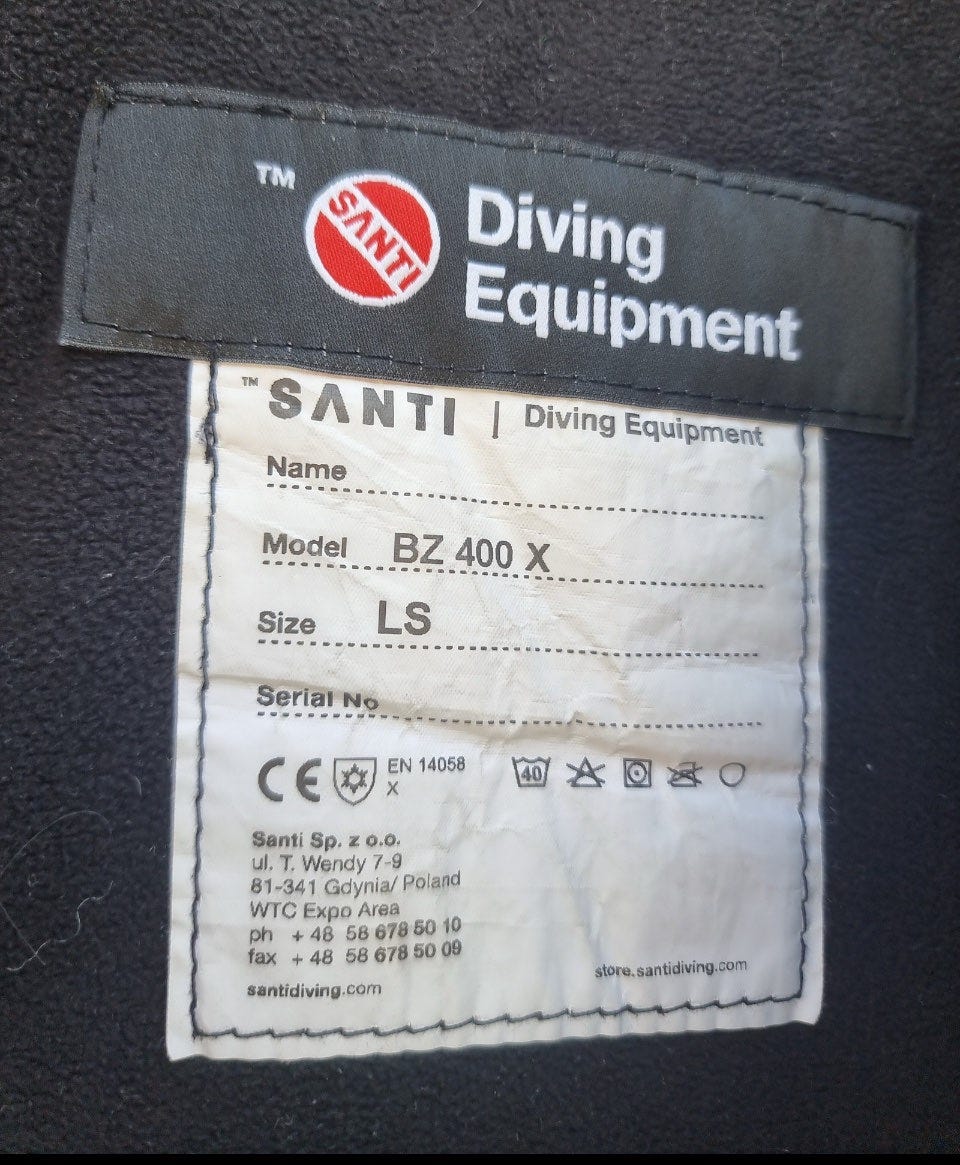 TM SANTI Diving
Equipment
TM SANTI | Diving Equipment
Name
Model BZ 400 X
Size LS
Serial No
CE EN 14058
X
40
Santi Sp. z o.o.
ul. T. Wendy 7-9
81-341 Gdynia/ Poland
WTC Expo Area
ph + 48 58 678 50 10
fax + 48 58 678 50 09
santidiving.com
store.santidiving.com